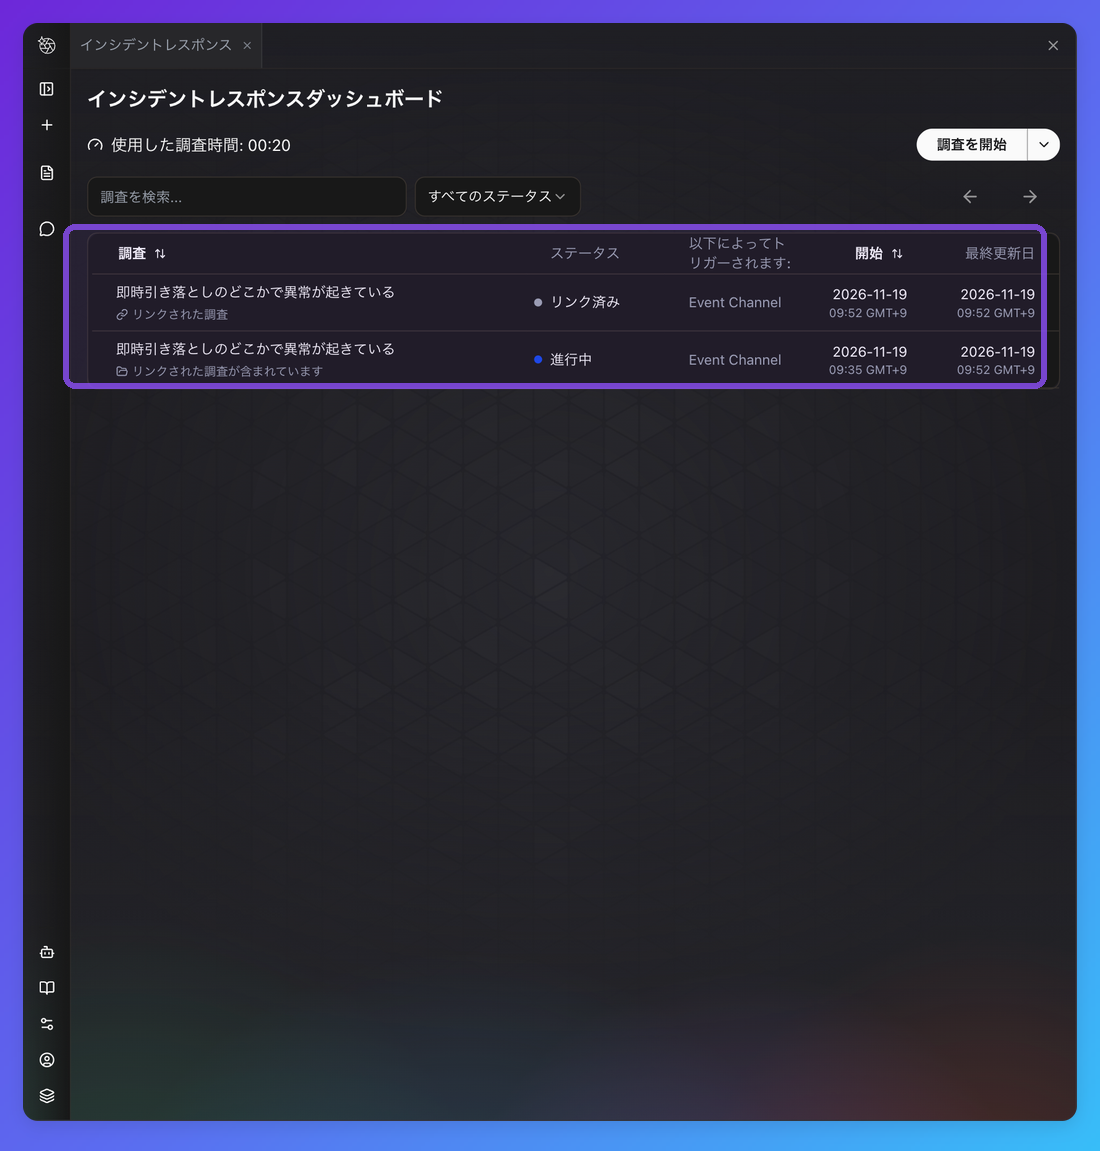 インシデントレスポンス
インシデントレスポンスダッシュボード
使用した調査時間: 00:20
調査を開始
調査を検索...
すべてのステータス
調査
ステータス
以下によってト
リガーされます:
開始
最終更新日
即時引き落としのどこかで異常が起きている
リンクされた調査
リンク済み
Event Channel
2026-11-19
09:52 GMT+9
2026-11-19
09:52 GMT+9
即時引き落としのどこかで異常が起きている
リンクされた調査が含まれています
進行中
Event Channel
2026-11-19
09:35 GMT+9
2026-11-19
09:52 GMT+9